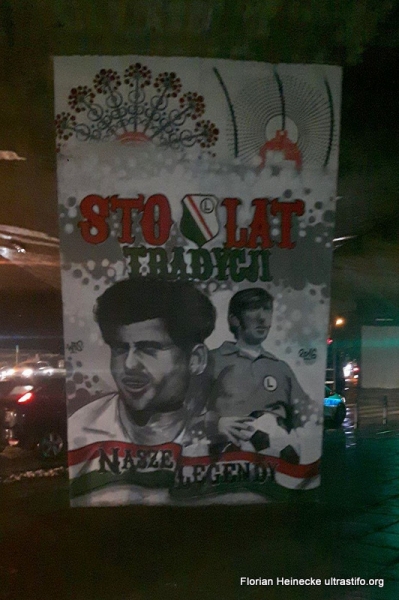 STO L LAT
TRADYCJI
L
NASZE LEGENDY
Florian Heinecke ultrastifo.org